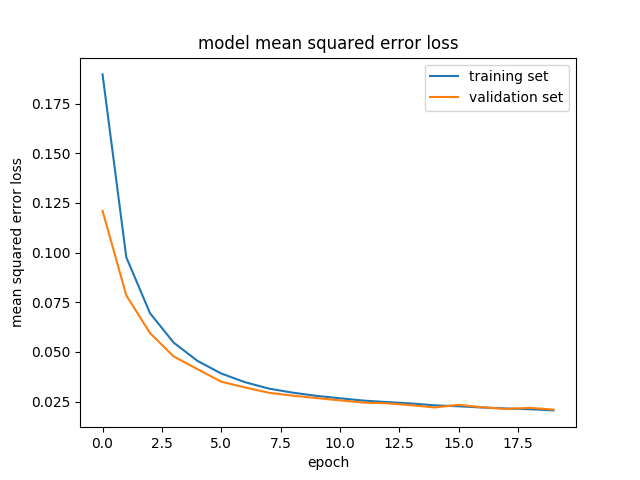 model mean squared error loss
training set
validation set
mean squared error loss
0.175
0.150
0.125
0.100
0.075
0.050
0.025
0.0 2.5 5.0 7.5 10.0 12.5 15.0 17.5
epoch